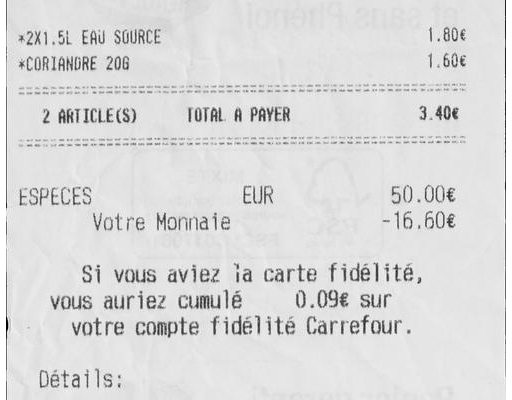 *2X1.5L EAU SOURCE 1.80€
*CORIANDRE 20G 1.60€
2 ARTICLE(S) TOTAL A PAYER 3.40€
ESPECES EUR 50.00€
Votre Monnaie -16.60€
Si vous aviez la carte fidélité,
vous auriez cumulé 0.09€ sur
votre compte fidélité Carrefour.
Détails: